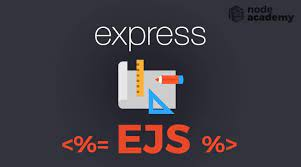 node
academy
express
<%= EJS %>